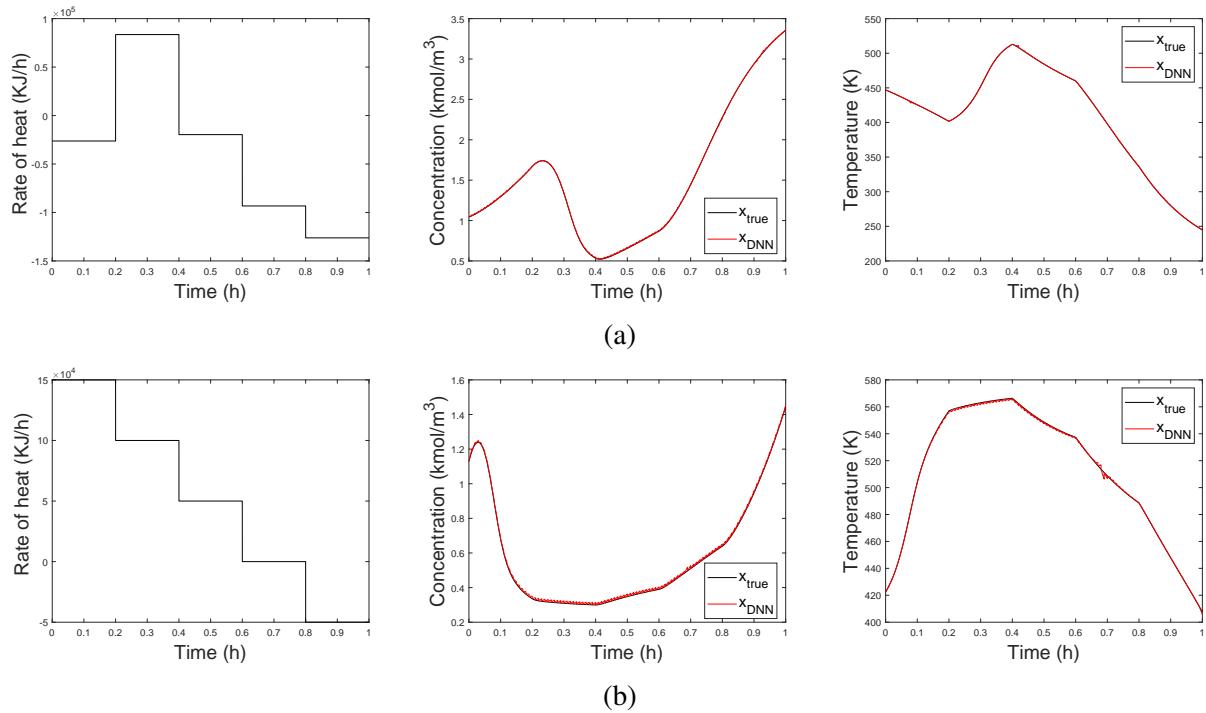 ×10^5
1
0.5
0
-0.5
-1
-1.5
0 0.1 0.2 0.3 0.4 0.5 0.6 0.7 0.8 0.9 1
Time (h)
Rate of heat (KJ/h)
3.5
3
2.5
2
1.5
1
0.5
0 0.1 0.2 0.3 0.4 0.5 0.6 0.7 0.8 0.9 1
Time (h)
Concentration (kmol/m^3)
x_true
x_DNN
550
500
450
400
350
300
250
200
0 0.1 0.2 0.3 0.4 0.5 0.6 0.7 0.8 0.9 1
Time (h)
Temperature (K)
x_true
x_DNN
(a)
×10^4
15
10
5
0
-5
0 0.1 0.2 0.3 0.4 0.5 0.6 0.7 0.8 0.9 1
Time (h)
Rate of heat (KJ/h)
1.6
1.4
1.2
1
0.8
0.6
0.4
0.2
0 0.1 0.2 0.3 0.4 0.5 0.6 0.7 0.8 0.9 1
Time (h)
Concentration (kmol/m^3)
x_true
x_DNN
580
560
540
520
500
480
460
440
420
400
0 0.1 0.2 0.3 0.4 0.5 0.6 0.7 0.8 0.9 1
Time (h)
Temperature (K)
x_true
x_DNN
(b)